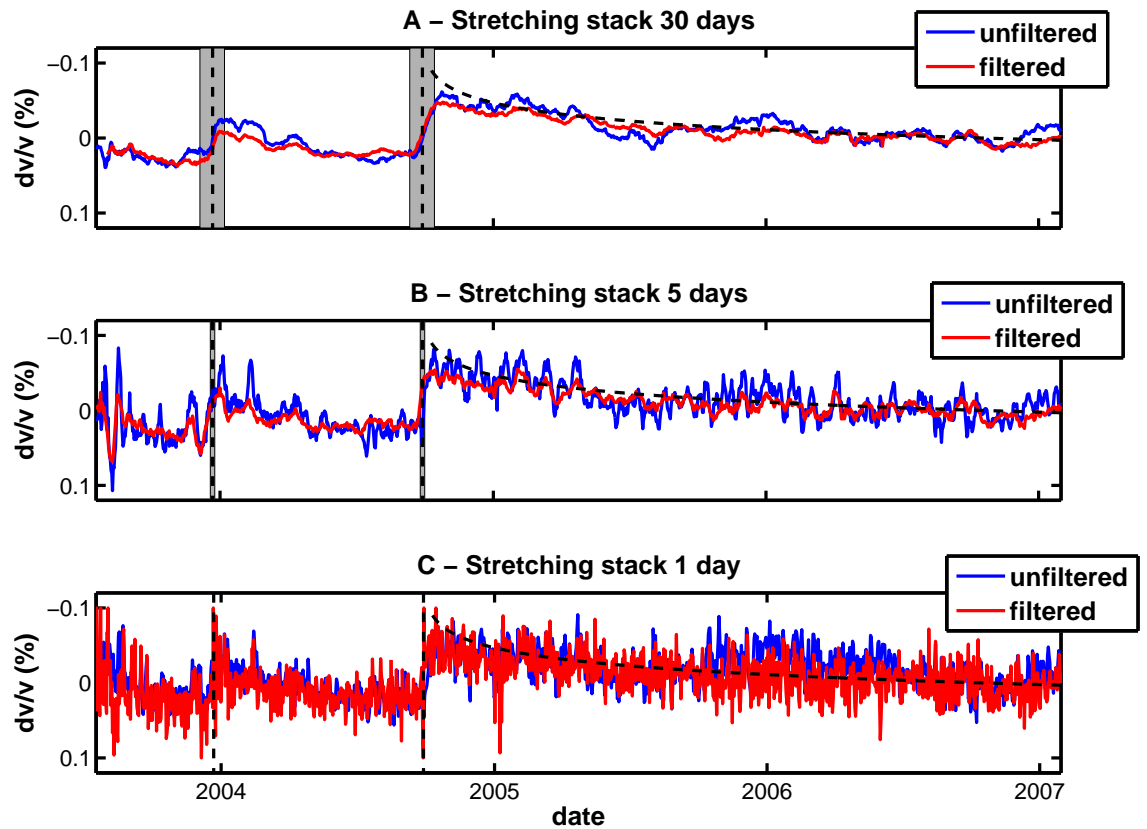 A – Stretching stack 30 days
unfiltered
filtered
−0.1
0
0.1
dv/v (%)
B – Stretching stack 5 days
unfiltered
filtered
−0.1
0
0.1
dv/v (%)
C – Stretching stack 1 day
unfiltered
filtered
−0.1
0
0.1
dv/v (%)
2004 2005 2006 2007
date